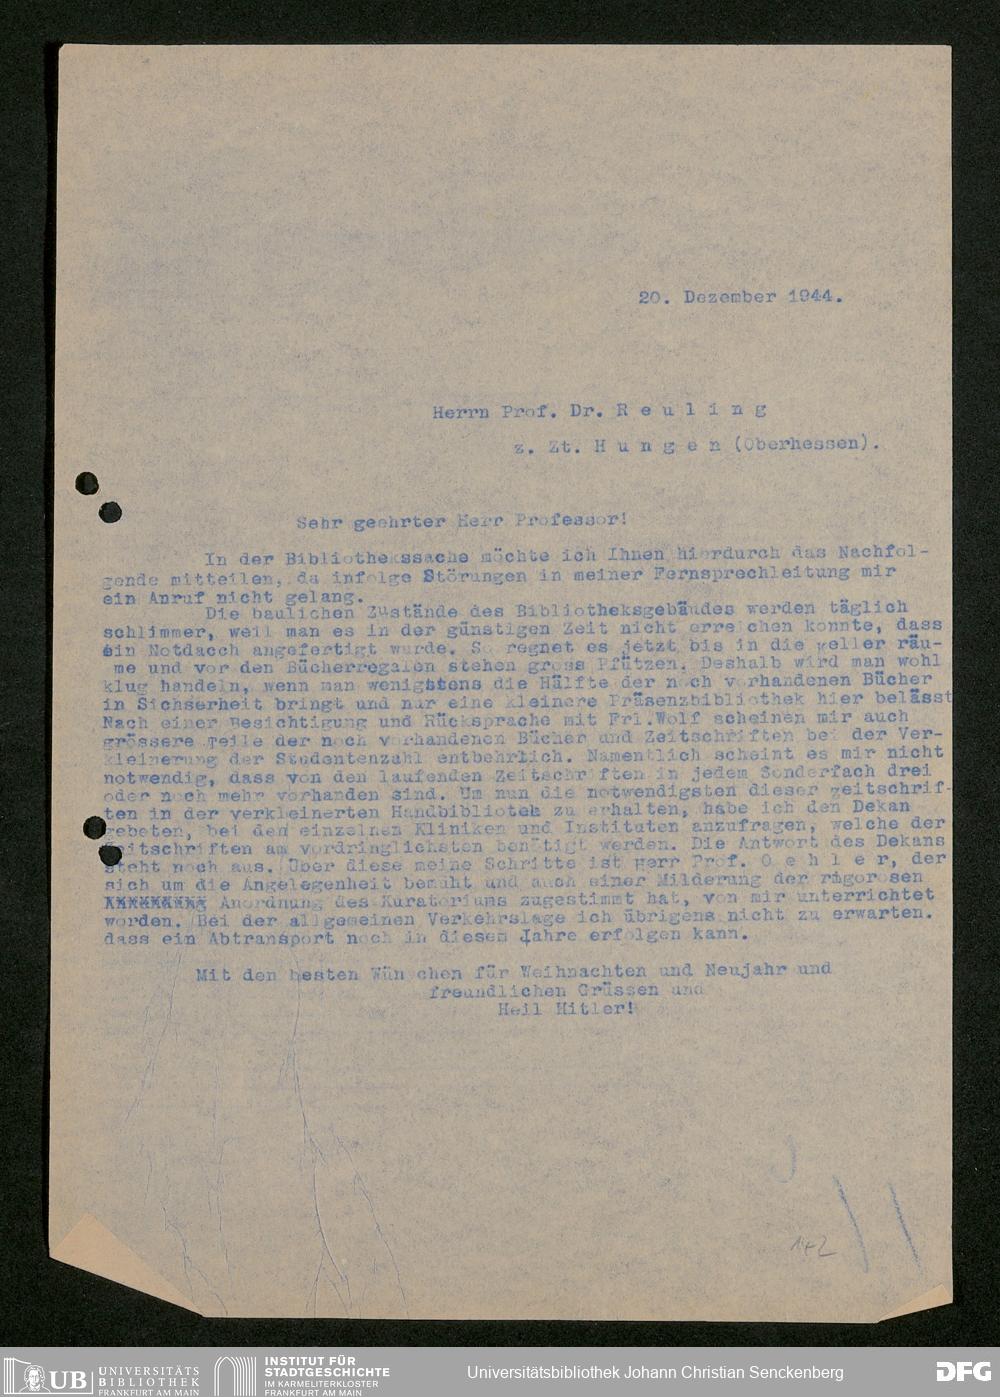 20. Dezember 1944.
Herrn Prof. Dr. R e u l i n g
z. Zt. H u n g e n (Oberhessen).
Sehr geehrter Herr Professor!
In der Bibliothekssache möchte ich Ihnen hierdurch das Nachfol-
gende mitteilen, da infolge Störungen in meiner Fernsprechleitung mir
ein Anruf nicht gelang.
Die baulichen Zustände des Bibliotheksgebäudes werden täglich
schlimmer, weil man es in der günstigen Zeit nicht erreichen konnte, dass
ein Notdacch angefertigt wurde. So regnet es jetzt bis in die Keller räu-
me und vor den Bücherregalen stehen gross Pfützen. Deshalb wird man wohl
klug handeln, wenn man wenigstens die Hälfte der noch vorhandenen Bücher
in Sichserheit bringt und nur eine kleinere Präsenzbibliothek hier belässt
Nach einer Besichtigung und Rücksprache mit Frl.Wolf scheinen mir auch
grössere Teile der noch vorhandenen Bücher und Zeitschriften bei der Ver-
kleinerung der Studentenzahl entbehrlich. Namentlich scheint es mir nicht
notwendig, dass von den laufenden Zeitschriften in jedem Sonderfach drei
oder noch mehr vorhanden sind. Um nun die notwendigsten dieser Zeitschrif-
ten in der verkleinerten Handbibliotek zu erhalten, habe ich den Dekan
gebeten, bei den einzelnen Kliniken und Instituten anzufragen, welche der
Zeitschriften am vordringlichsten benötigt werden. Die Antwort des Dekans
steht noch aus. Über diese meine Schritte ist Herr Prof. O e h l e r, der
sich um die Angelegenheit bemüht und auch einer Milderung der rigorosen
Anordnung des Kuratoriums zugestimmt hat, von mir unterrichtet
worden. Bei der allgemeinen Verkehrslage ich übrigens nicht zu erwarten.
dass ein Abtransport noch in diesem Jahre erfolgen kann.
Mit den besten Wünschen für Weihnachten und Neujahr und
freundlichen Grüssen und
Heil Hitler!
142
UB UNIVERSITÄTS
BIBLIOTHEK
FRANKFURT AM MAIN
INSTITUT FÜR
STADTGESCHICHTE
IM KARMELITERKLOSTER
FRANKFURT AM MAIN
Universitätsbibliothek Johann Christian Senckenberg
DFG